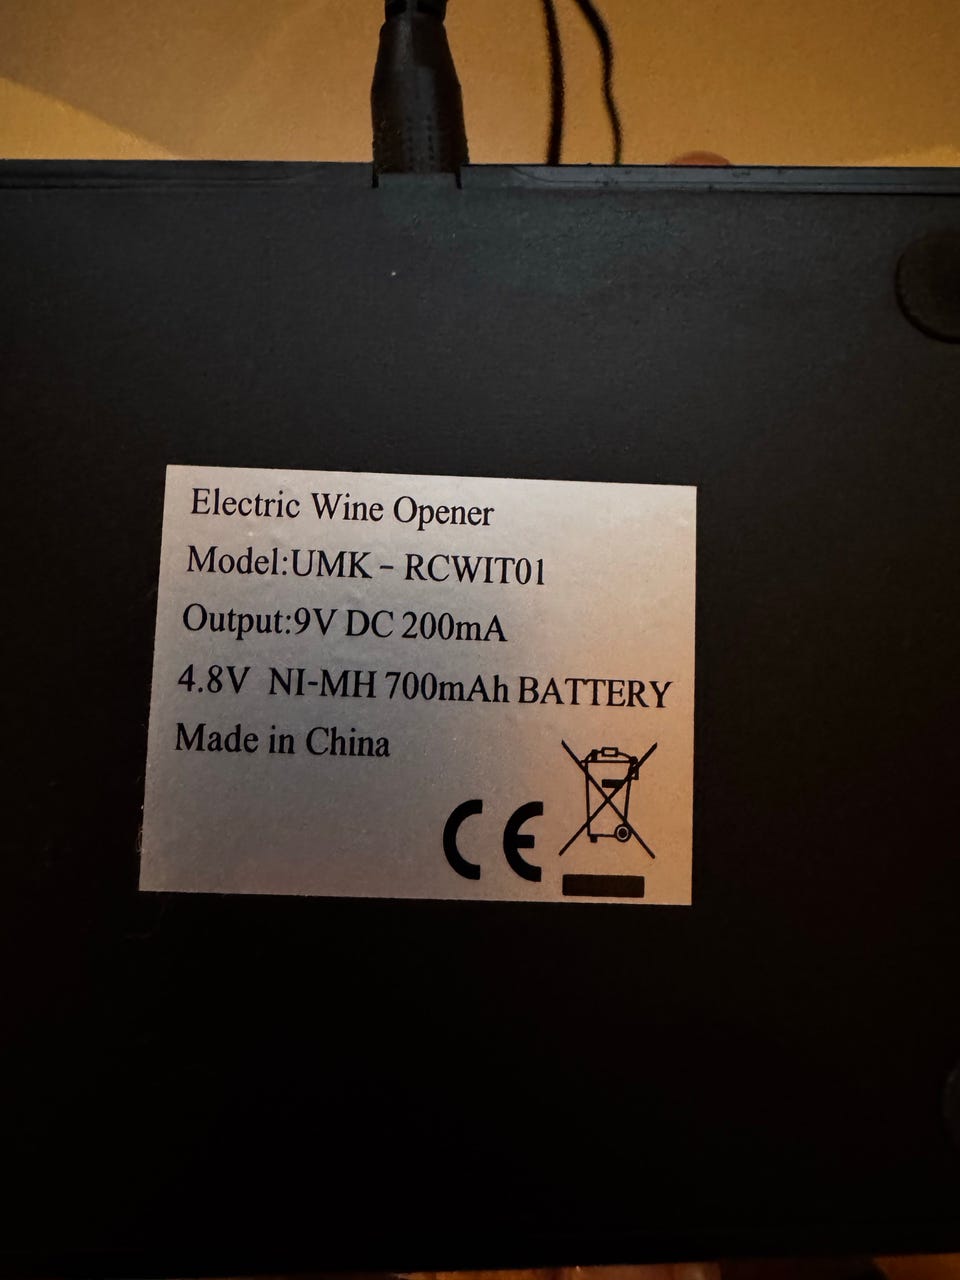 Electric Wine Opener
Model:UMK - RCWIT01
Output:9V DC 200mA
4.8V NI-MH 700mAh BATTERY
Made in China
CE